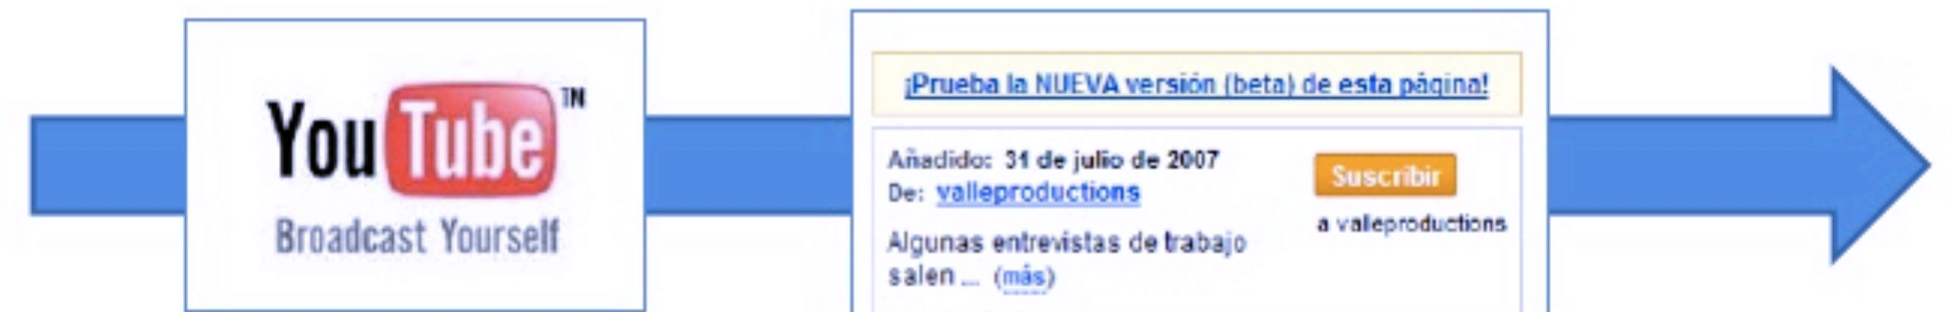 YouTube™
Broadcast Yourself
¡Prueba la NUEVA versión (beta) de esta página!
Añadido: 31 de julio de 2007
De: valleproductions
Algunas entrevistas de trabajo
salen ... (más)
Suscribir
a valleproductions